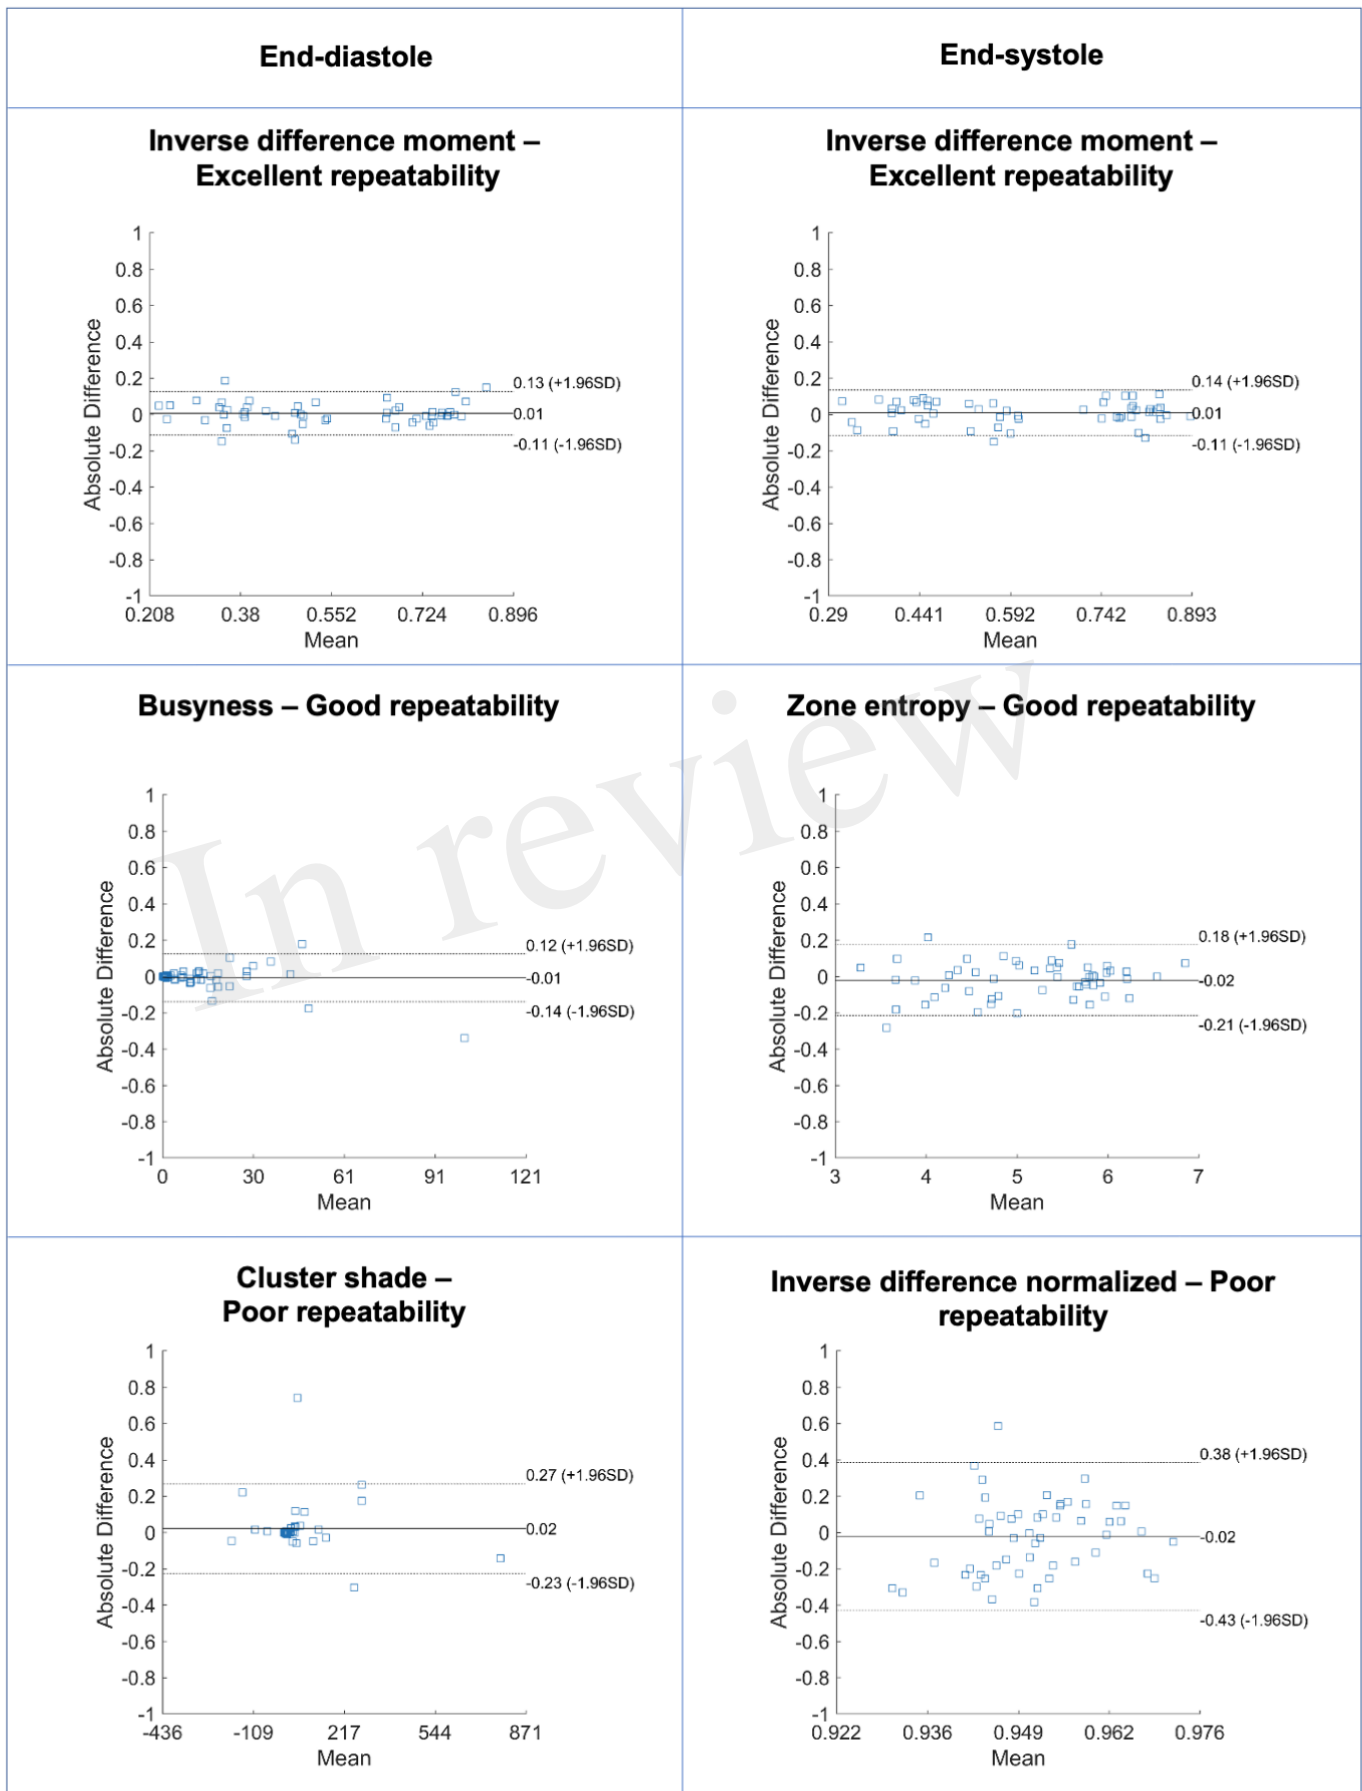 End-diastole
End-systole
Inverse difference moment –
Excellent repeatability
1
0.8
0.6
0.4
0.2
0
-0.2
-0.4
-0.6
-0.8
-1
Absolute Difference
0.13 (+1.96SD)
0.01
-0.11 (-1.96SD)
0.208 0.38 0.552 0.724 0.896
Mean
Inverse difference moment –
Excellent repeatability
1
0.8
0.6
0.4
0.2
0
-0.2
-0.4
-0.6
-0.8
-1
Absolute Difference
0.14 (+1.96SD)
0.01
-0.11 (-1.96SD)
0.29 0.441 0.592 0.742 0.893
Mean
Busyness – Good repeatability
1
0.8
0.6
0.4
0.2
0
-0.2
-0.4
-0.6
-0.8
-1
Absolute Difference
0.12 (+1.96SD)
-0.01
-0.14 (-1.96SD)
0 30 61 91 121
Mean
Zone entropy – Good repeatability
1
0.8
0.6
0.4
0.2
0
-0.2
-0.4
-0.6
-0.8
-1
Absolute Difference
0.18 (+1.96SD)
-0.02
-0.21 (-1.96SD)
3 4 5 6 7
Mean
In review
Cluster shade –
Poor repeatability
1
0.8
0.6
0.4
0.2
0
-0.2
-0.4
-0.6
-0.8
-1
Absolute Difference
0.27 (+1.96SD)
0.02
-0.23 (-1.96SD)
-436 -109 217 544 871
Mean
Inverse difference normalized – Poor
repeatability
1
0.8
0.6
0.4
0.2
0
-0.2
-0.4
-0.6
-0.8
-1
Absolute Difference
0.38 (+1.96SD)
-0.02
-0.43 (-1.96SD)
0.922 0.936 0.949 0.962 0.976
Mean